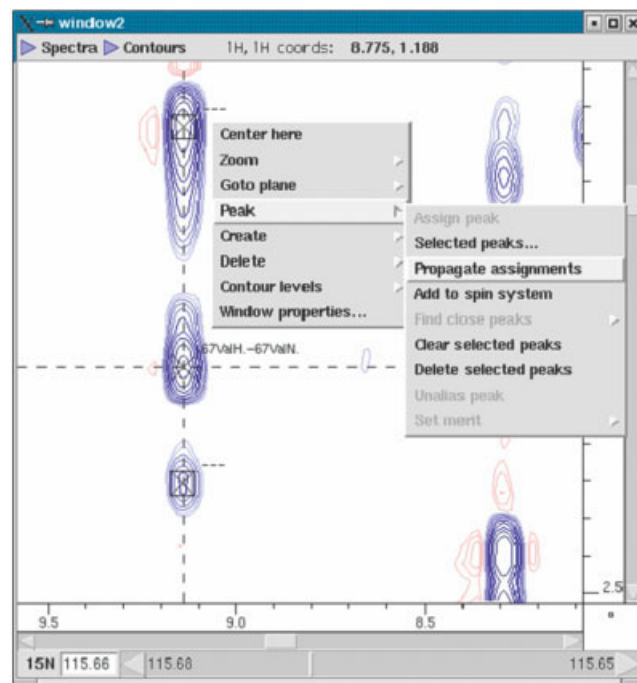 window2
Spectra Contours 1H, 1H coords: 8.775, 1.188
Center here
Zoom
Goto plane
Peak
Create
Delete
Contour levels
Window properties...
Assign peak
Selected peaks...
Propagate assignments
Add to spin system
Find close peaks
Clear selected peaks
Delete selected peaks
Unalias peak
Set merit
67ValH.-67ValN.
2.5
9.5 9.0 8.5
15N 115.66 115.68 115.65